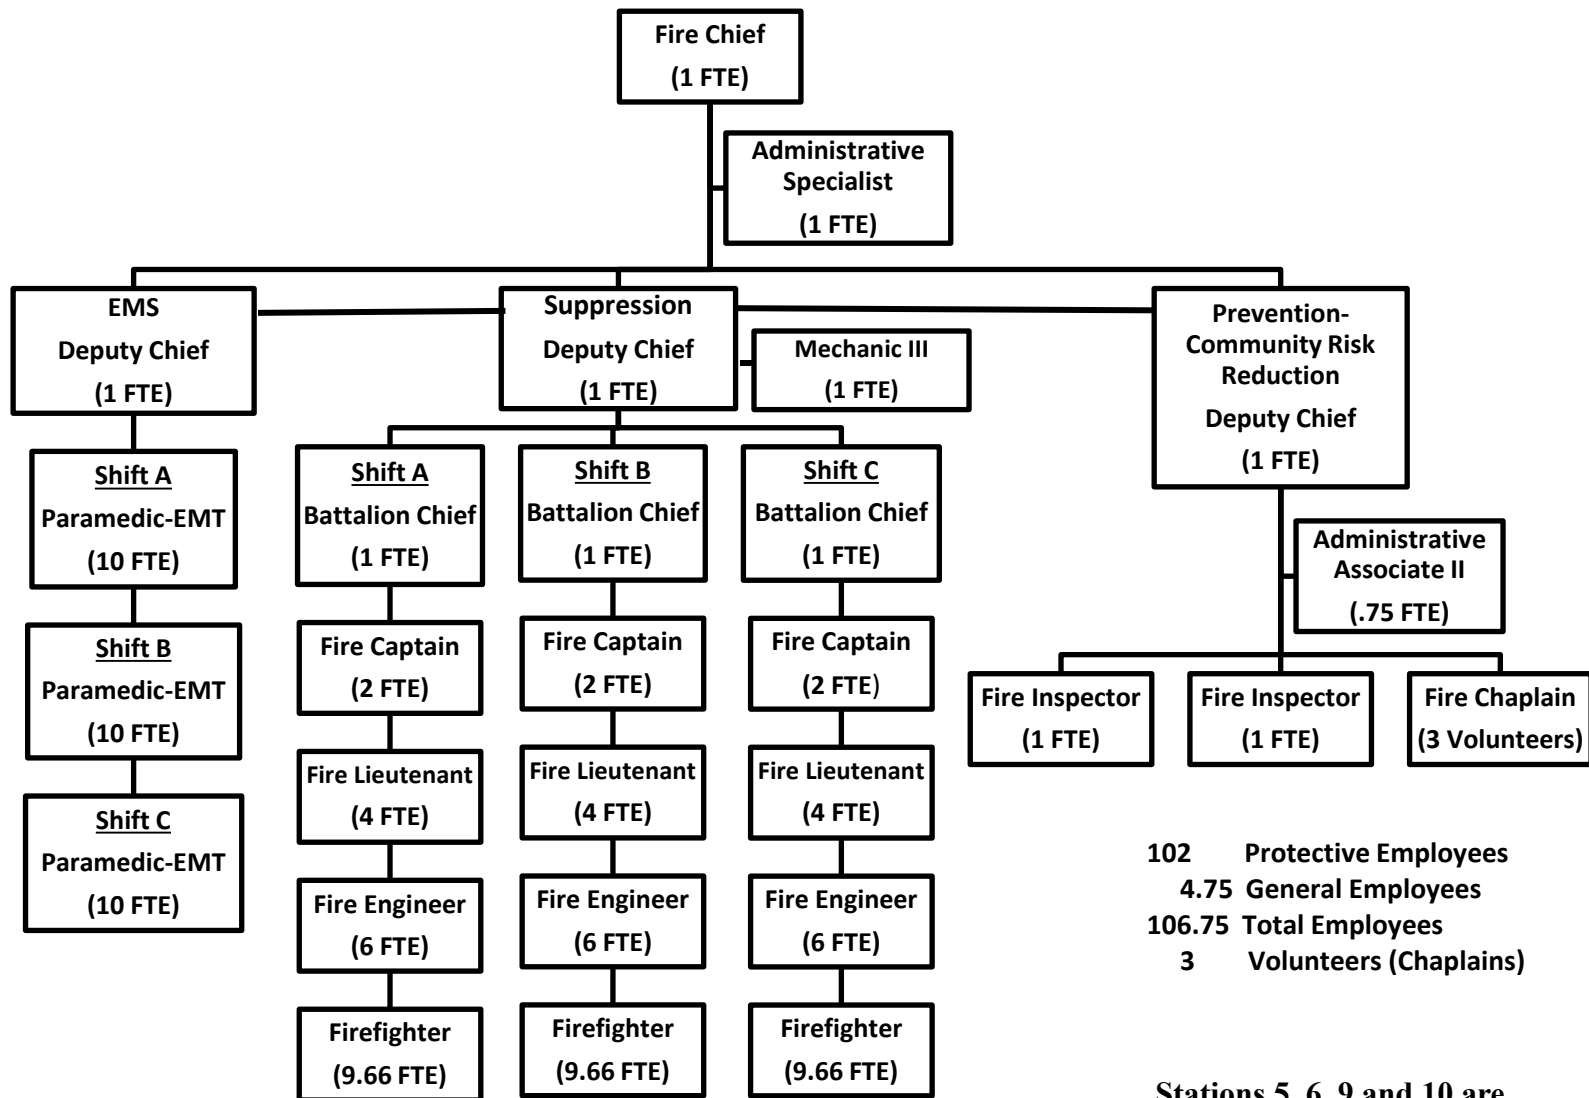 Fire Chief
(1 FTE)
Administrative
Specialist
(1 FTE)
EMS
Deputy Chief
(1 FTE)
Suppression
Deputy Chief
(1 FTE)
Mechanic III
(1 FTE)
Prevention-
Community Risk
Reduction
Deputy Chief
(1 FTE)
Shift A
Paramedic-EMT
(10 FTE)
Shift B
Paramedic-EMT
(10 FTE)
Shift C
Paramedic-EMT
(10 FTE)
Shift A
Battalion Chief
(1 FTE)
Fire Captain
(2 FTE)
Fire Lieutenant
(4 FTE)
Fire Engineer
(6 FTE)
Firefighter
(9.66 FTE)
Shift B
Battalion Chief
(1 FTE)
Fire Captain
(2 FTE)
Fire Lieutenant
(4 FTE)
Fire Engineer
(6 FTE)
Firefighter
(9.66 FTE)
Shift C
Battalion Chief
(1 FTE)
Fire Captain
(2 FTE)
Fire Lieutenant
(4 FTE)
Fire Engineer
(6 FTE)
Firefighter
(9.66 FTE)
Administrative
Associate II
(.75 FTE)
Fire Inspector
(1 FTE)
Fire Inspector
(1 FTE)
Fire Chaplain
(3 Volunteers)
102 Protective Employees
4.75 General Employees
106.75 Total Employees
3 Volunteers (Chaplains)
Stations 5, 6, 9 and 10 are